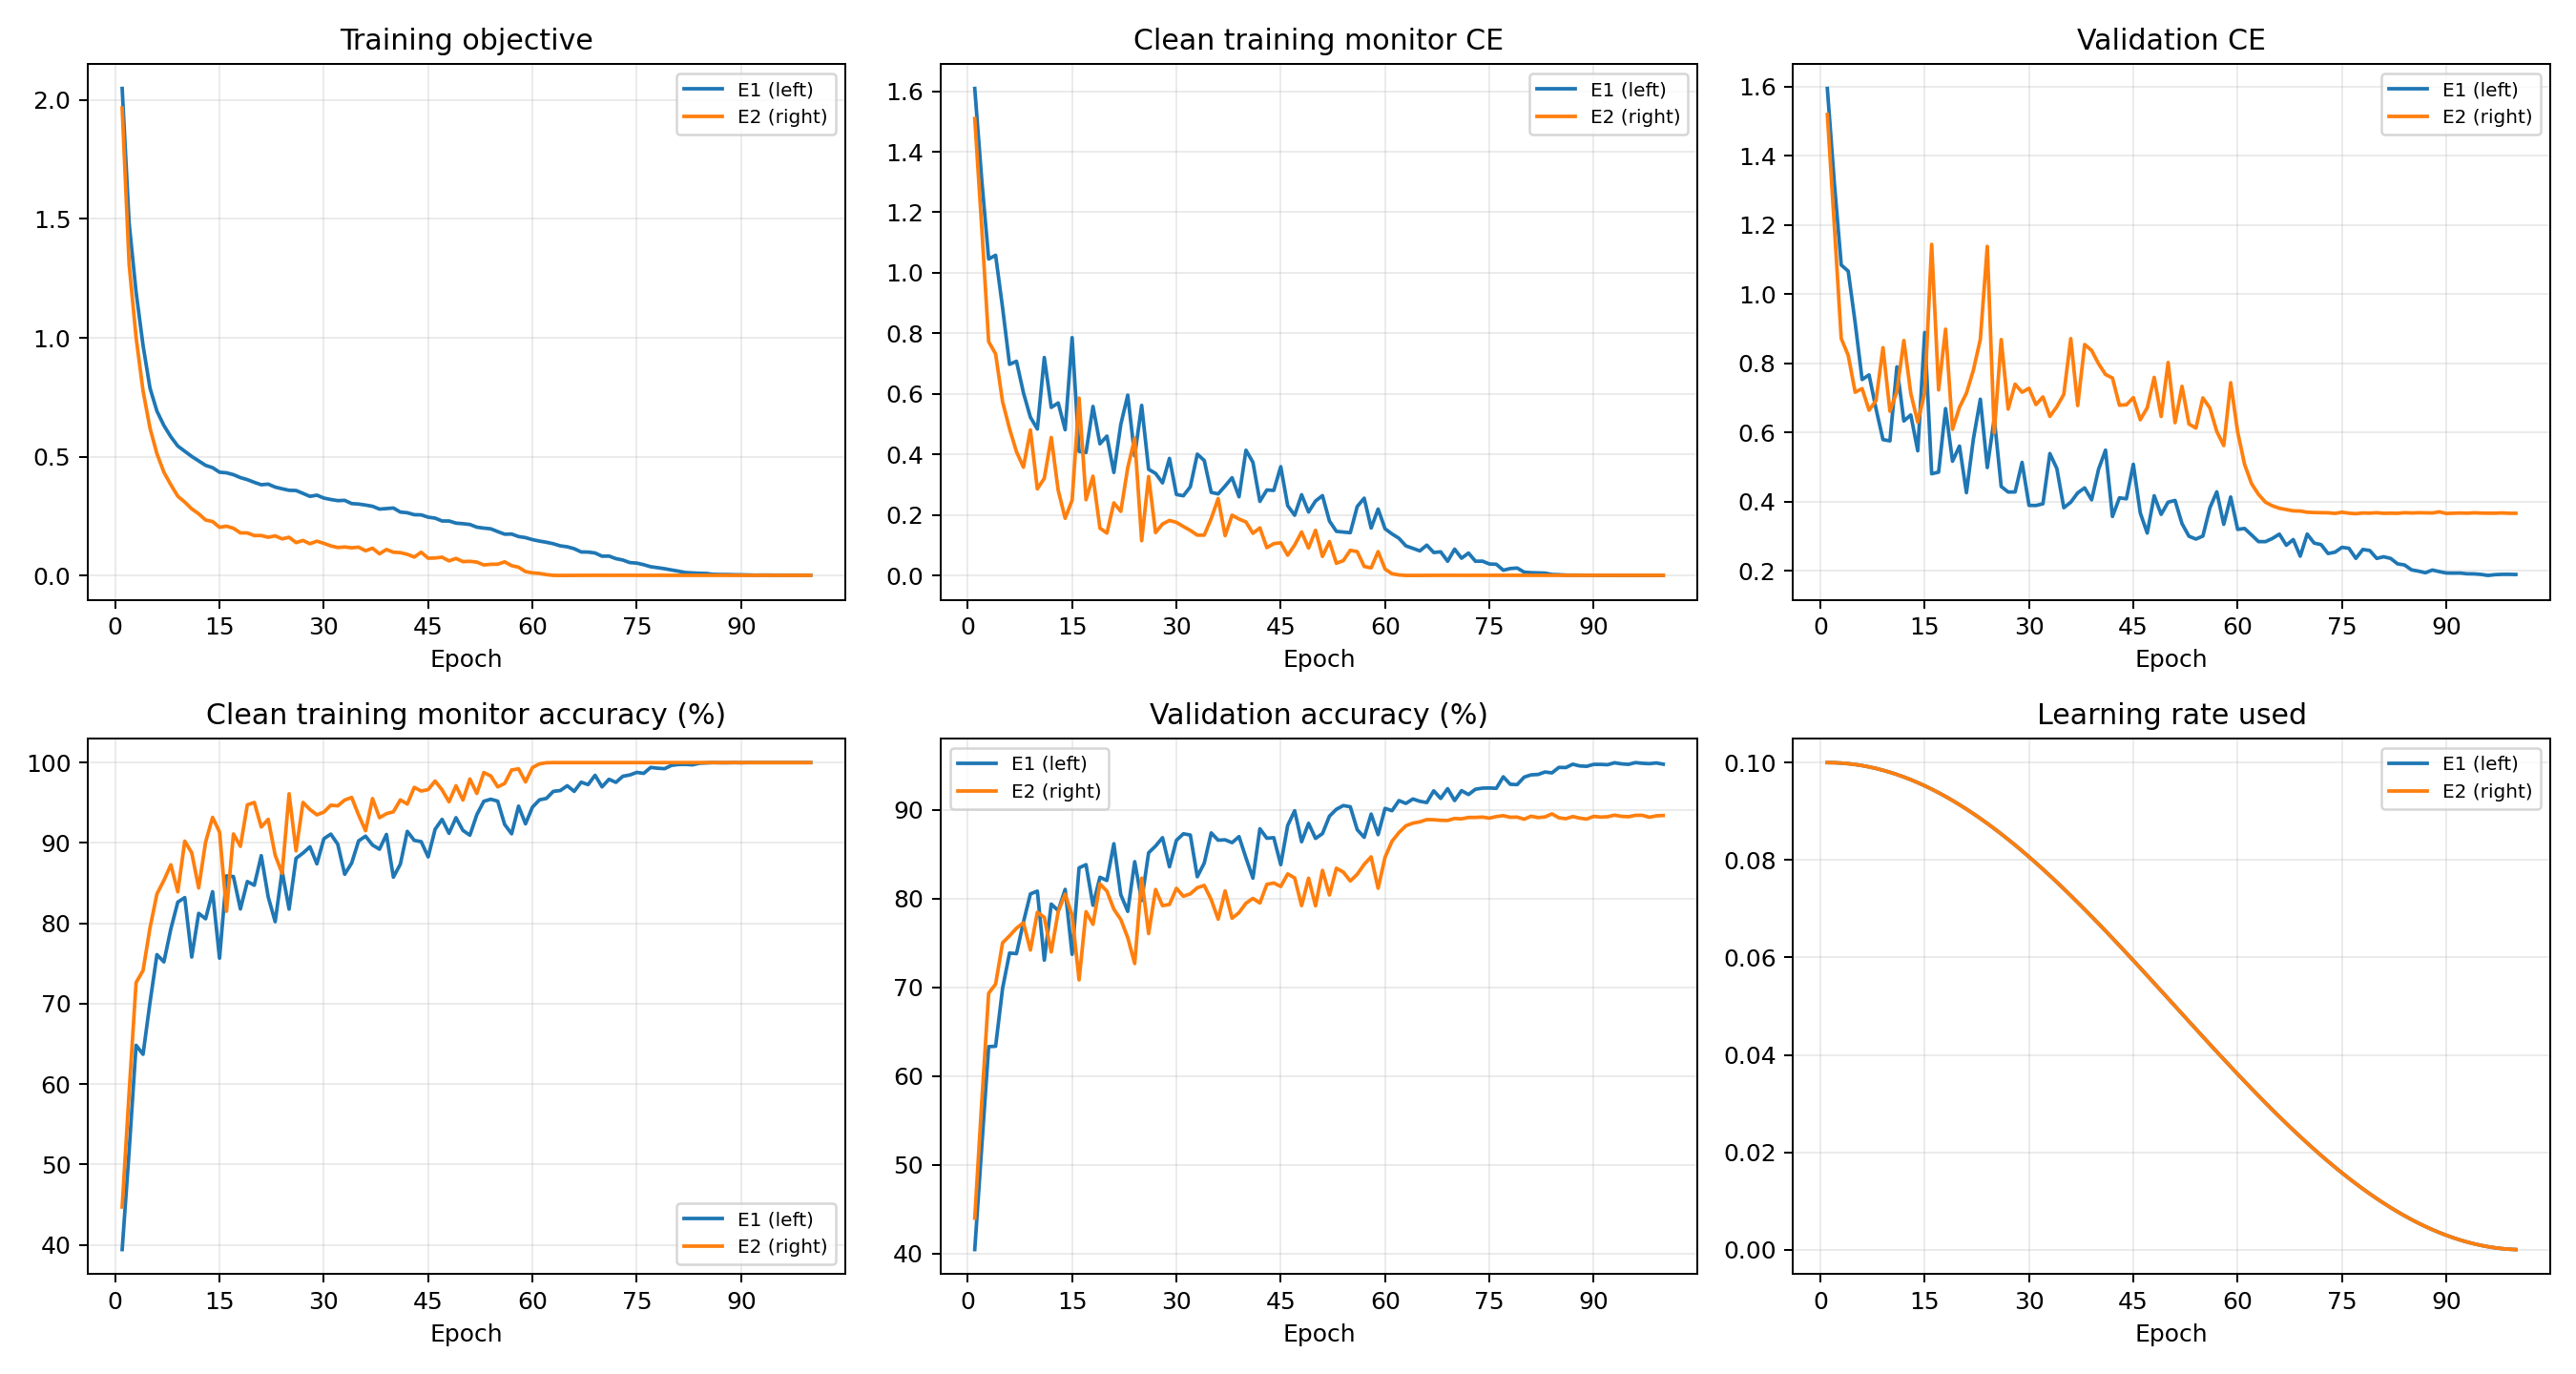 Training objective
2.0
1.5
1.0
0.5
0.0
0 15 30 45 60 75 90
Epoch
E1 (left)
E2 (right)
Clean training monitor CE
1.6
1.4
1.2
1.0
0.8
0.6
0.4
0.2
0.0
0 15 30 45 60 75 90
Epoch
E1 (left)
E2 (right)
Validation CE
1.6
1.4
1.2
1.0
0.8
0.6
0.4
0.2
0 15 30 45 60 75 90
Epoch
E1 (left)
E2 (right)
Clean training monitor accuracy (%)
100
90
80
70
60
50
40
0 15 30 45 60 75 90
Epoch
E1 (left)
E2 (right)
Validation accuracy (%)
90
80
70
60
50
40
0 15 30 45 60 75 90
Epoch
E1 (left)
E2 (right)
Learning rate used
0.10
0.08
0.06
0.04
0.02
0.00
0 15 30 45 60 75 90
Epoch
E1 (left)
E2 (right)